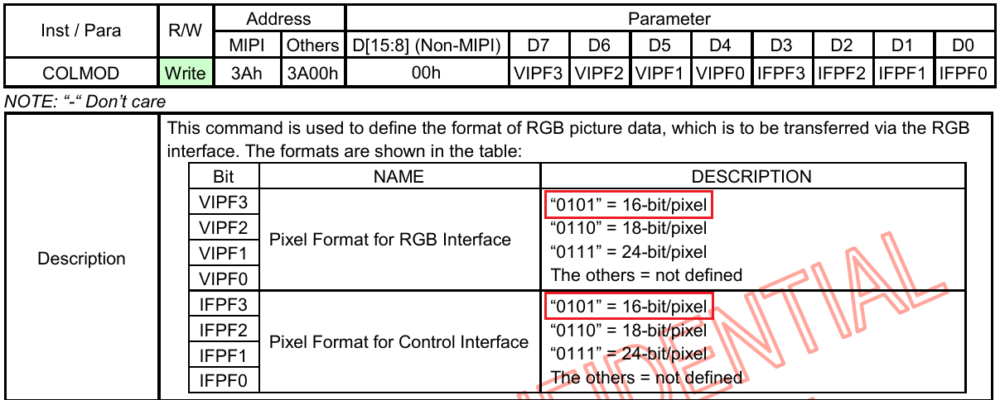 Inst / Para R/W Address Parameter
MIPI Others D[15:8] (Non-MIPI) D7 D6 D5 D4 D3 D2 D1 D0
COLMOD Write 3Ah 3A00h 00h VIPF3 VIPF2 VIPF1 VIPF0 IFPF3 IFPF2 IFPF1 IFPF0
NOTE: “-“ Don’t care
Description
This command is used to define the format of RGB picture data, which is to be transferred via the RGB
interface. The formats are shown in the table:
Bit NAME DESCRIPTION
VIPF3 “0101” = 16-bit/pixel
VIPF2 “0110” = 18-bit/pixel
Pixel Format for RGB Interface
VIPF1 “0111” = 24-bit/pixel
VIPF0 The others = not defined
IFPF3 “0101” = 16-bit/pixel
IFPF2 “0110” = 18-bit/pixel
Pixel Format for Control Interface
IFPF1 “0111” = 24-bit/pixel
IFPF0 The others = not defined